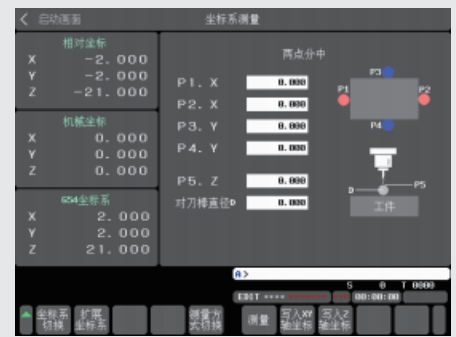 < 启动画面
坐标系测量
相对坐标
X -2.000
Y -2.000
Z -21.000
机械坐标
X 0.000
Y 0.000
Z 0.000
G54坐标系
X 2.000
Y 2.000
Z 21.000
两点分中
P1. X 0.000
P2. X 0.000
P3. Y 0.000
P4. Y 0.000
P5. Z 0.000
对刀棒直径D 0.000
P3
P1
P2
P4
D
P5
工件
A>
S 0 T 0000
EDIT **** 00:00:00
坐标系切换
扩展坐标系
测量方式切换
测量
写入XY轴坐标
写入Z轴坐标